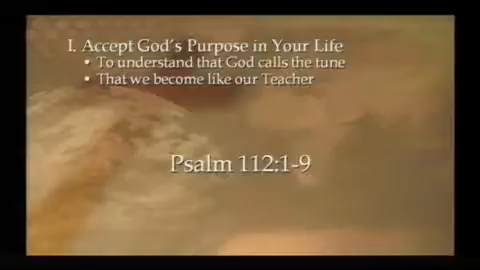 I. Accept God's Purpose in Your Life
• To understand that God calls the tune
• That we become like our Teacher
Psalm 112:1-9